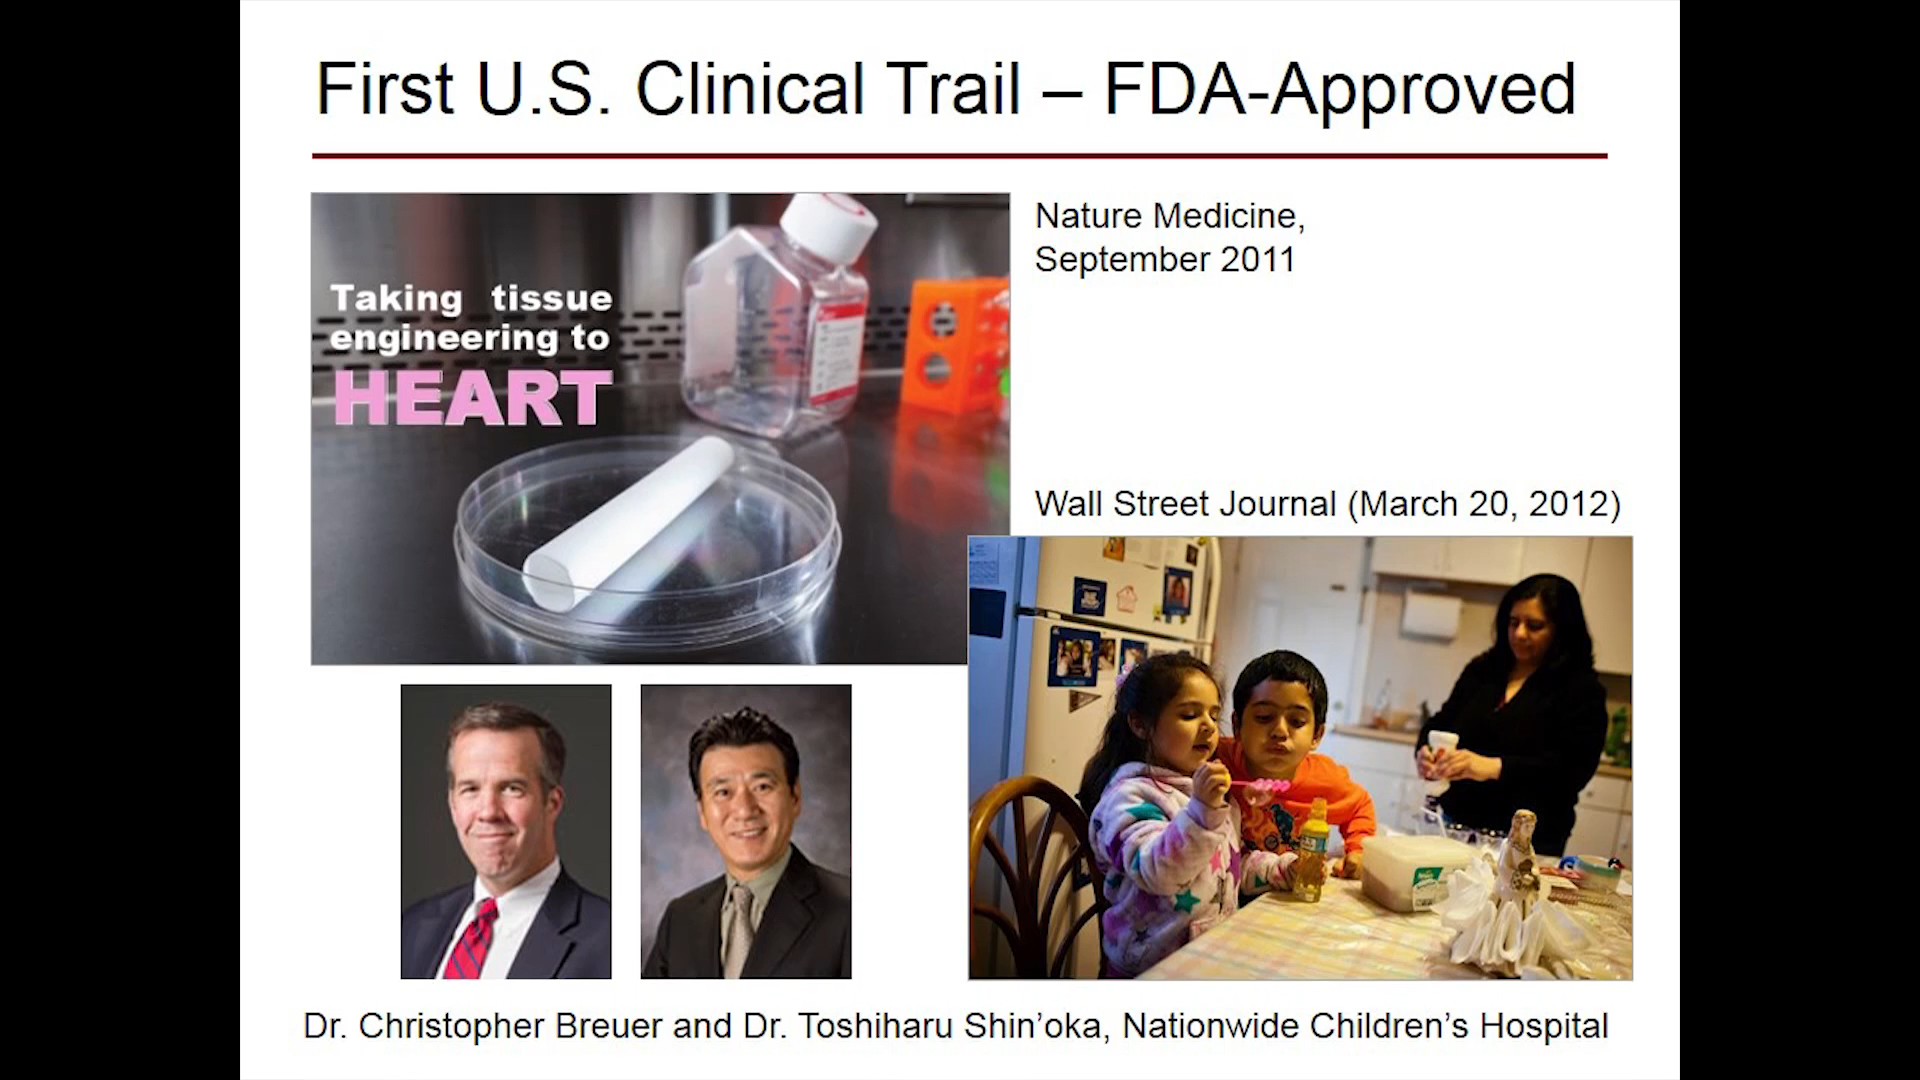 First U.S. Clinical Trail – FDA-Approved
Taking tissue
engineering to
HEART
Nature Medicine,
September 2011
Wall Street Journal (March 20, 2012)
Dr. Christopher Breuer and Dr. Toshiharu Shin’oka, Nationwide Children’s Hospital